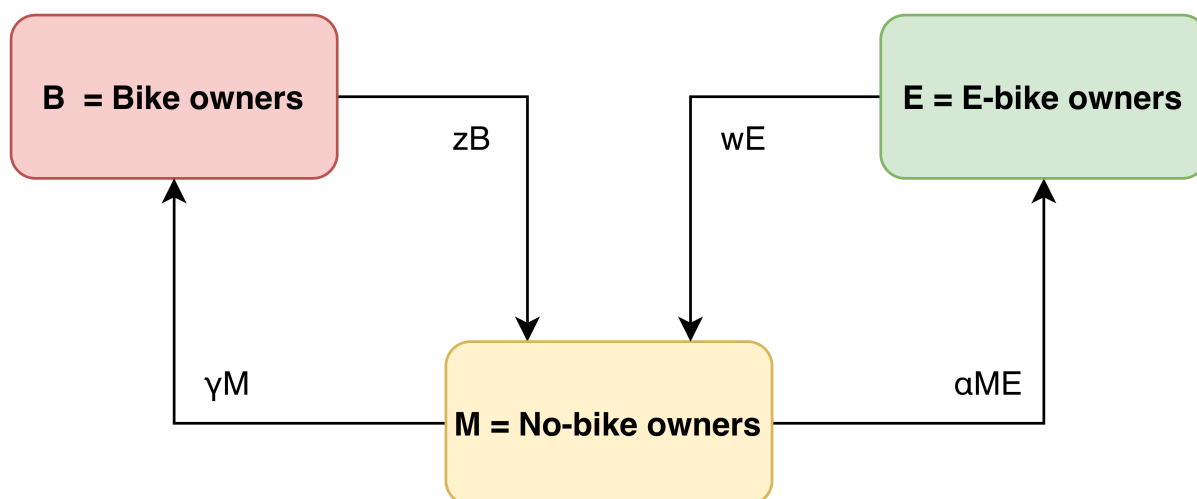 B = Bike owners
E = E-bike owners
zB
wE
γM
αME
M = No-bike owners